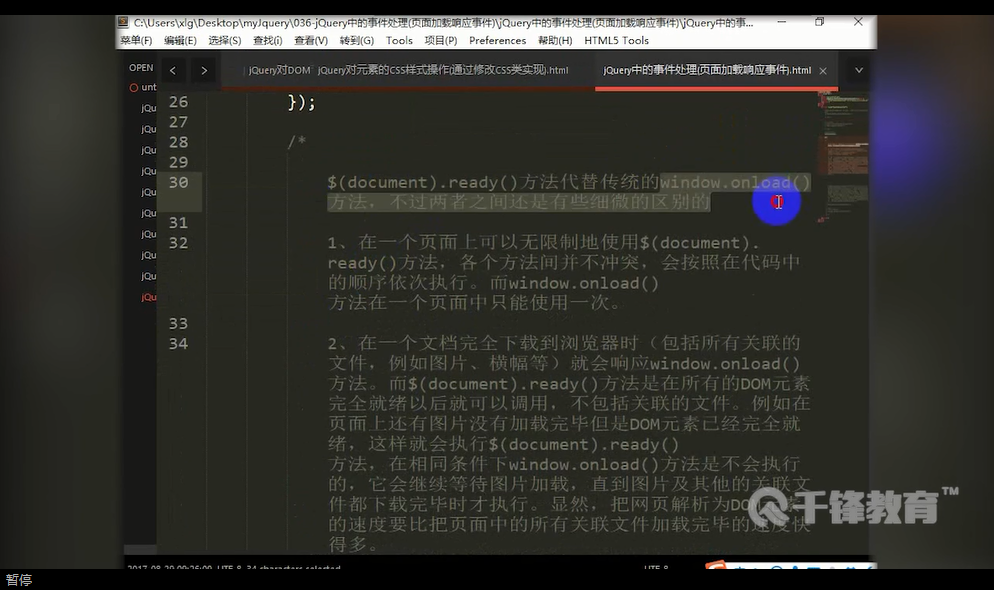 C:\Users\xlg\Desktop\myJquery\036-jQuery中的事件处理(页面加载响应事件)\jQuery中的事件处理(页面加载响应事件)\jQuery中的事...
菜单(F) 编辑(E) 选择(S) 查找(i) 查看(V) 转到(G) Tools 项目(P) Preferences 帮助(H) HTML5 Tools
OPEN
jQuery对DOM jQuery对元素的CSS样式操作(通过修改CSS类实现).html jQuery中的事件处理(页面加载响应事件).html
unt
jQu
jQu
jQu
jQu
jQu
jQu
jQu
jQu
jQu
jQu
26 });
27
28 /*
29
30 $(document).ready()方法代替传统的window.onload()
方法，不过两者之间还是有些细微的区别的
31
32 1、在一个页面上可以无限制地使用$(document).
ready()方法，各个方法间并不冲突，会按照在代码中
的顺序依次执行。而window.onload()
方法在一个页面中只能使用一次。
33
34 2、在一个文档完全下载到浏览器时（包括所有关联的
文件，例如图片、横幅等）就会响应window.onload()
方法。而$(document).ready()方法是在所有的DOM元素
完全就绪以后就可以调用，不包括关联的文件。例如在
页面上还有图片没有加载完毕但是DOM元素已经完全就
绪，这样就会执行$(document).ready()
方法，在相同条件下window.onload()方法是不会执行
的，它会继续等待图片加载，直到图片及其他的关联文
件都下载完毕时才执行。显然，把网页解析为DOM
的速度要比把页面中的所有关联文件加载完毕的速度快
得多。
千锋教育™
暂停